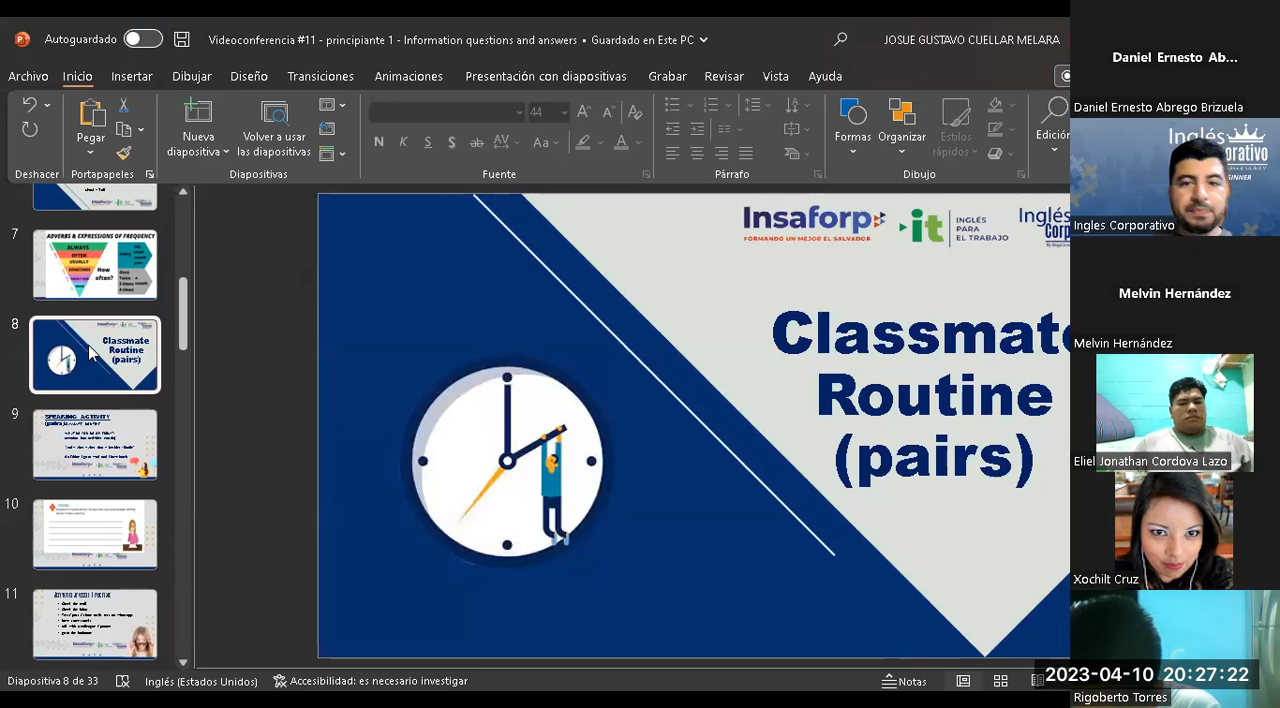 Autoguardado
Videoconferencia #11 - principiante 1 - Information questions and answers • Guardado en Este PC
JOSUE GUSTAVO CUELLAR MELARA
Archivo Inicio Insertar Dibujar Diseño Transiciones Animaciones Presentación con diapositivas Grabar Revisar Vista Ayuda
Pegar
Nueva diapositiva
Volver a usar las diapositivas
44
N K S S ab AV Aa A
Formas
Organizar
Estilos rápidos
Edición
Deshacer Portapapeles Diapositivas Fuente Párrafo Dibujo
7
ADVERBS & EXPRESSIONS OF FREQUENCY
ALWAYS
OFTEN
USUALLY
SOMETIMES
How often?
8
Classmate
Routine
(pairs)
9
SPEAKING ACTIVITY
10
11
Insaforp
FORMANDO UN MEJOR EL SALVADOR
it
INGLÉS
PARA
EL TRABAJO
Inglés
Classmate
Routine
(pairs)
Diapositiva 8 de 33
Inglés (Estados Unidos)
Accesibilidad: es necesario investigar
Notas
Daniel Ernesto Ab...
Daniel Ernesto Abrego Brizuela
Inglés
Ingles Corporativo
Melvin Hernández
Melvin Hernández
Eliel Jonathan Cordova Lazo
Xochilt Cruz
2023-04-10 20:27:22
Rigoberto Torres